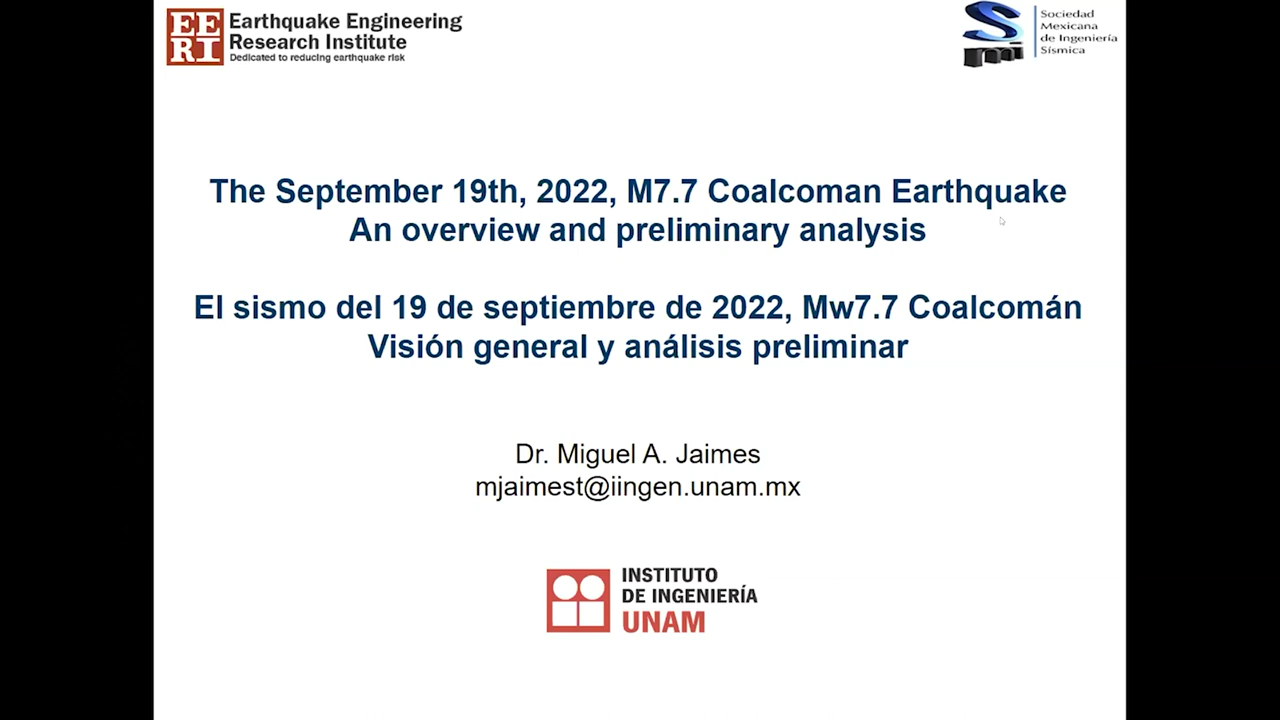 EERI
Earthquake Engineering
Research Institute
Dedicated to reducing earthquake risk
Smi
Sociedad
Mexicana
de Ingeniería
Sísmica
The September 19th, 2022, M7.7 Coalcoman Earthquake
An overview and preliminary analysis
El sismo del 19 de septiembre de 2022, Mw7.7 Coalcomán
Visión general y análisis preliminar
Dr. Miguel A. Jaimes
mjaimest@iingen.unam.mx
INSTITUTO
DE INGENIERÍA
UNAM